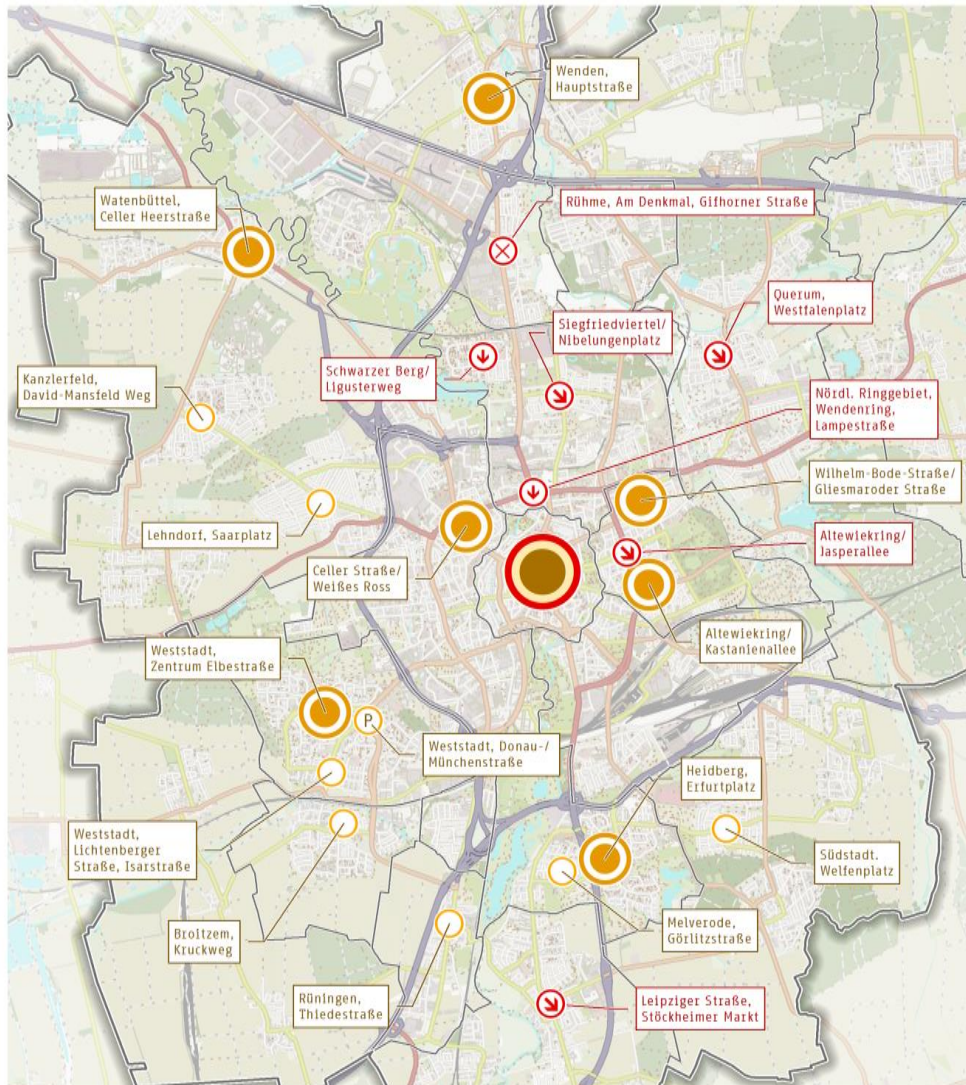 Wenden,
Hauptstraße
Watenbüttel,
Celler Heerstraße
Rühme, Am Denkmal, Gifhorner Straße
Querum,
Westfalenplatz
Siegfriedviertel/
Nibelungenplatz
Schwarzer Berg/
Ligusterweg
Kanzlerfeld,
David-Mansfeld Weg
Nördl. Ringgebiet,
Wendenring,
Lampestraße
Wilhelm-Bode-Straße/
Gliesmaroder Straße
Lehndorf, Saarplatz
Altewiekring/
Jasperallee
Celler Straße/
Weißes Ross
Altewiekring/
Kastanienallee
Weststadt,
Zentrum Elbestraße
P
Weststadt, Donau-/
Münchenstraße
Heidberg,
Erfurtplatz
Weststadt,
Lichtenberger
Straße, Isarstraße
Südstadt.
Welfenplatz
Broitzem,
Kruckweg
Melverode,
Görlitzstraße
Rüningen,
Thiedestraße
Leipziger Straße,
Stöckheimer Markt